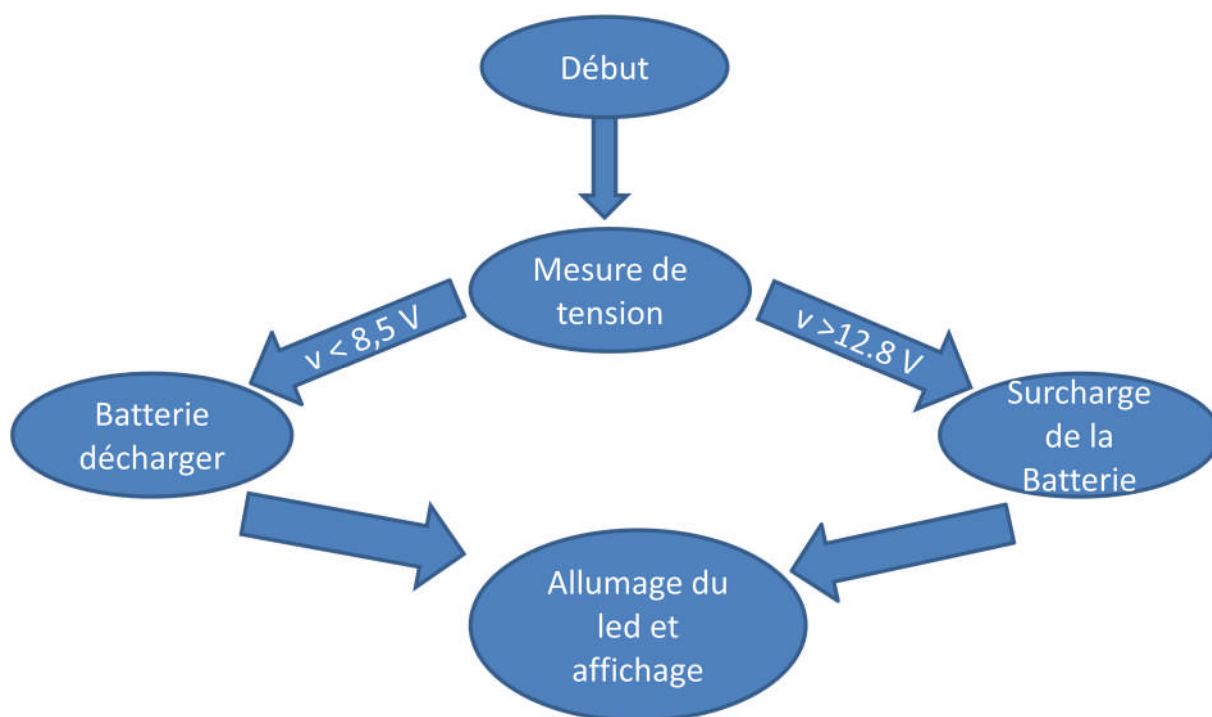 Début
Mesure de
tension
v < 8,5 V
v >12.8 V
Batterie
décharger
Surcharge
de la
Batterie
Allumage du
led et
affichage